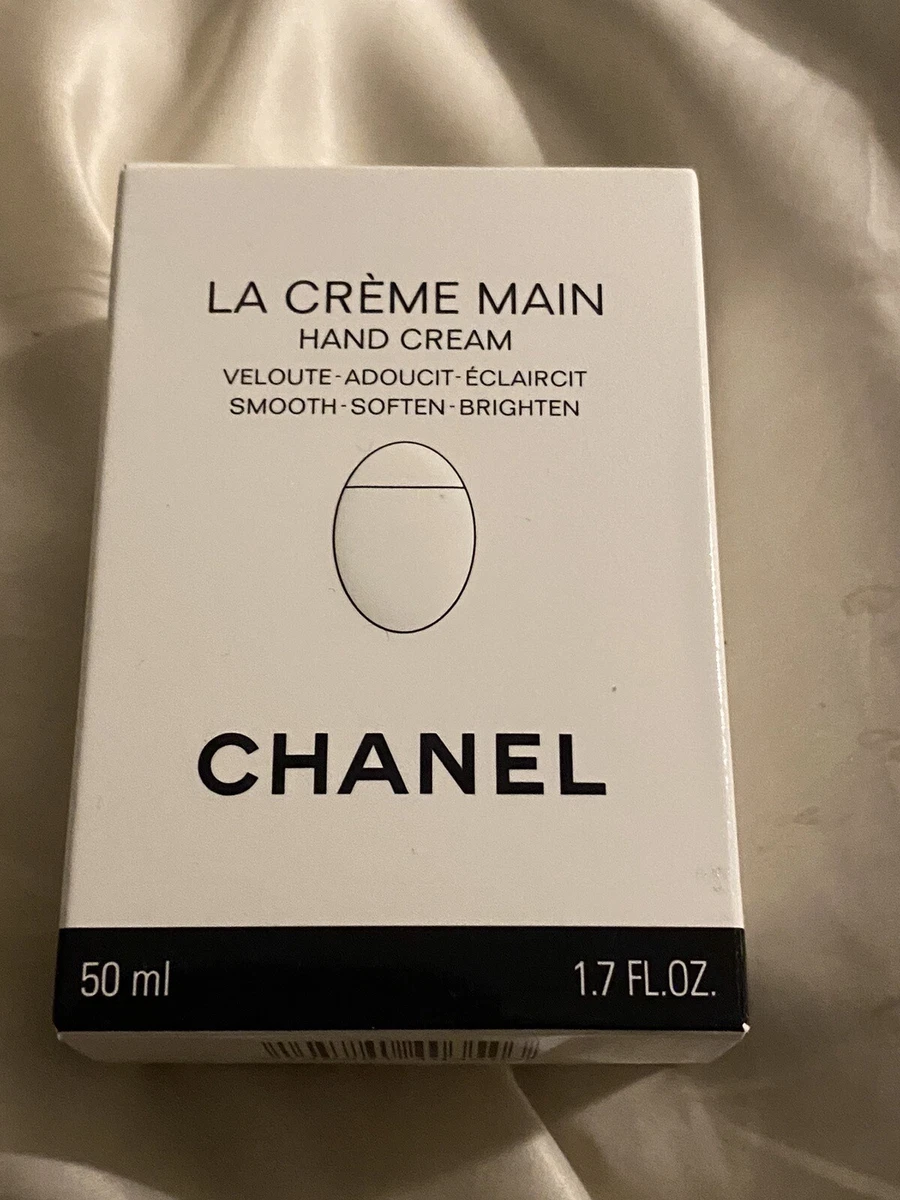 LA CRÈME MAIN
HAND CREAM
VELOUTE-ADOUCIT-ÉCLAIRCIT
SMOOTH-SOFTEN-BRIGHTEN
CHANEL
50 ml 1.7 FL.OZ.